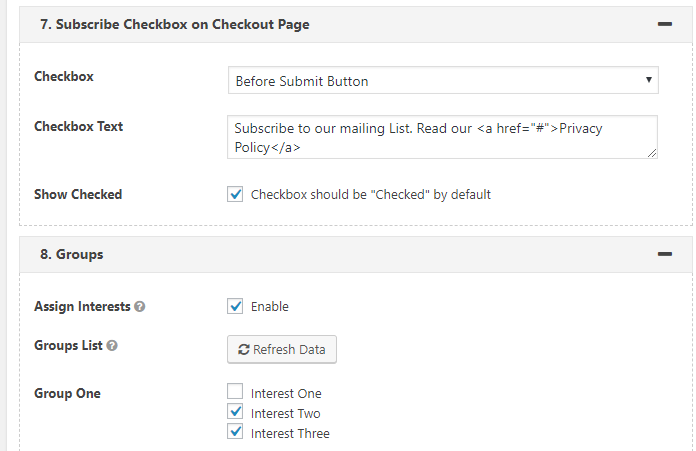 7. Subscribe Checkbox on Checkout Page
Checkbox
Before Submit Button
Checkbox Text
Subscribe to our mailing List. Read our <a href="#">Privacy
Policy</a>
Show Checked
Checkbox should be "Checked" by default
8. Groups
Assign Interests
Enable
Groups List
Refresh Data
Group One
Interest One
Interest Two
Interest Three